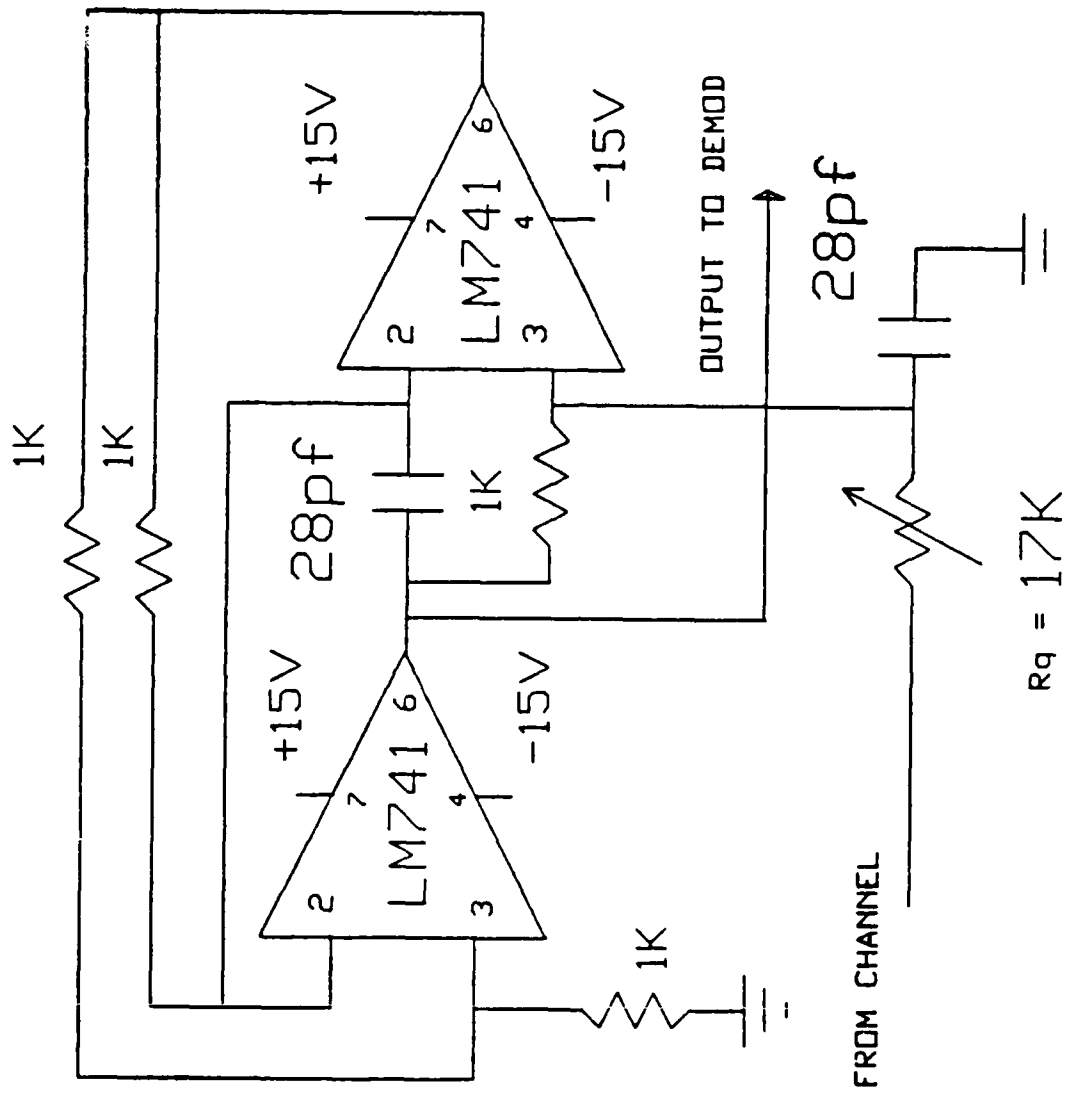 1K
1K
+15V
7
2
LM741
6
3
4
-15V
28pf
1K
+15V
7
2
LM741
6
3
4
-15V
OUTPUT TO DEMOD
28pf
1K
FROM CHANNEL
Rq = 17K